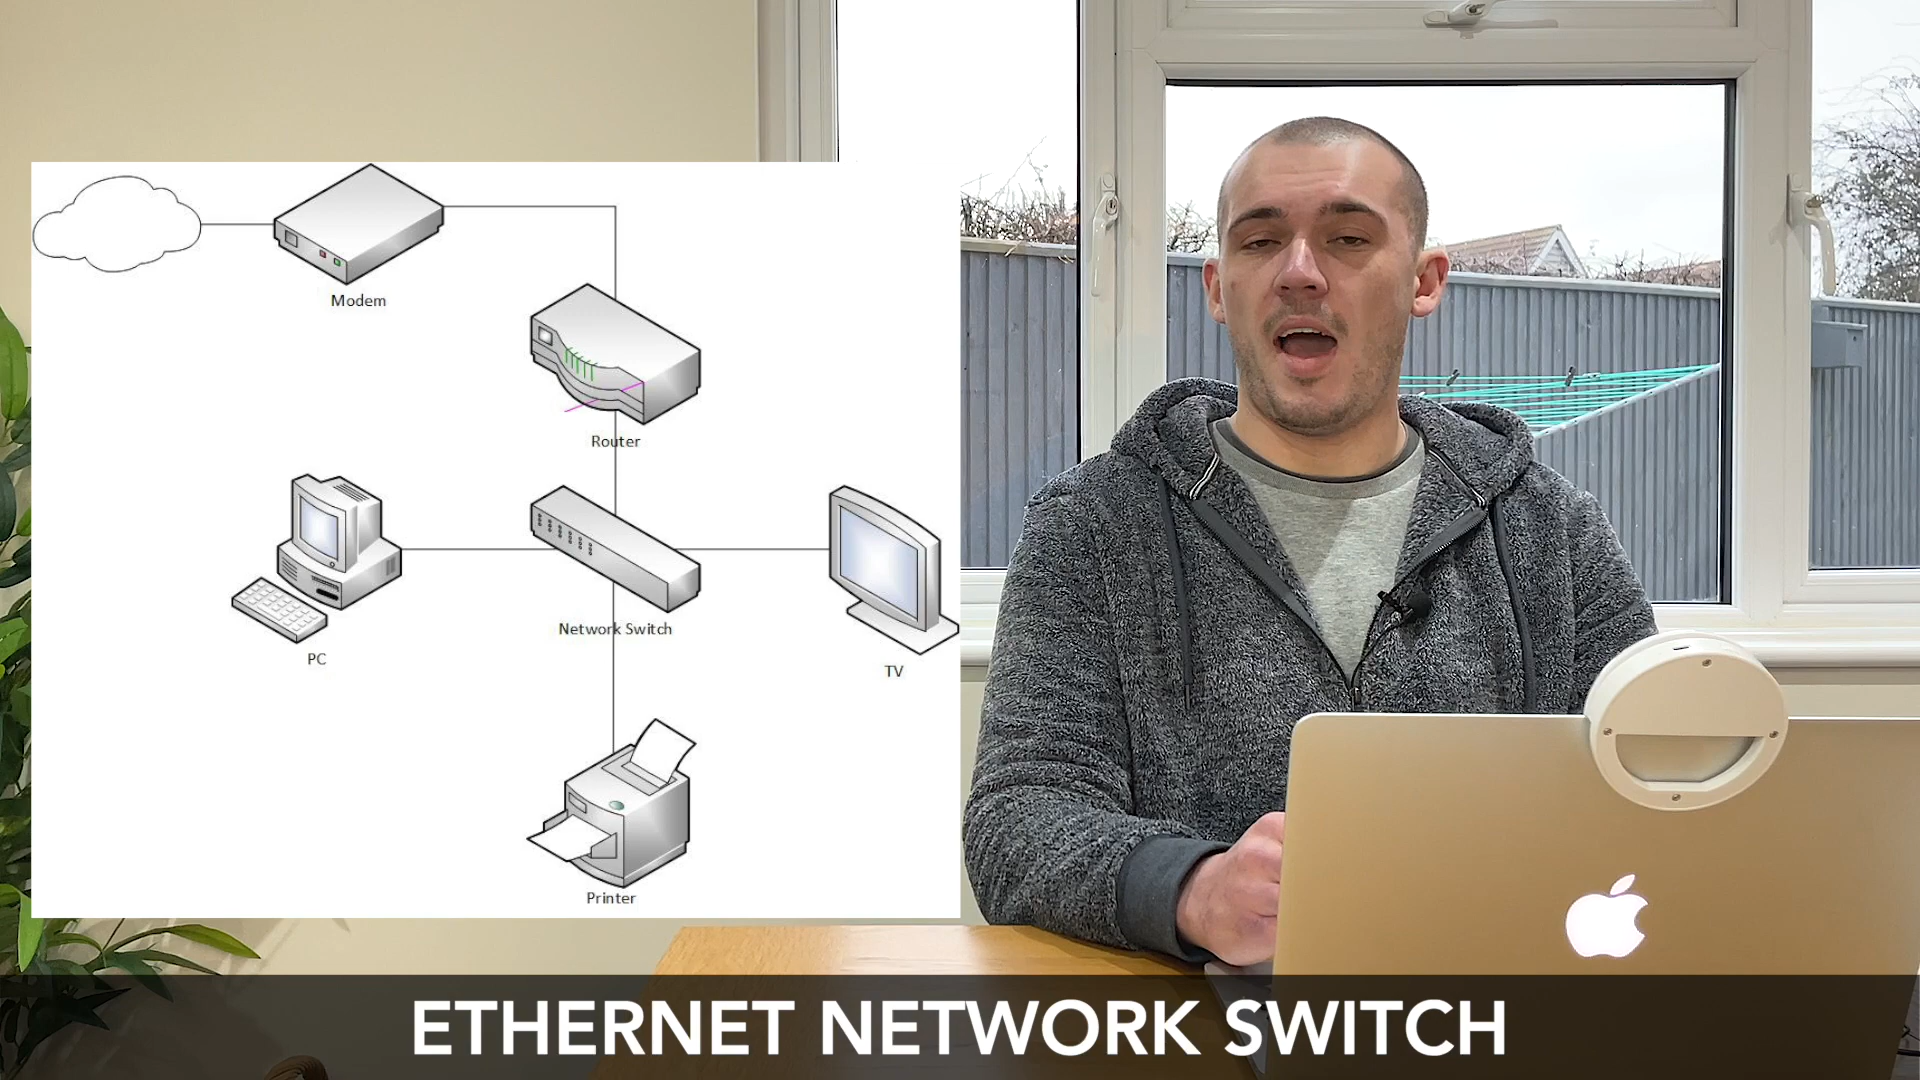 Modem
Router
PC
Network Switch
TV
Printer
ETHERNET NETWORK SWITCH